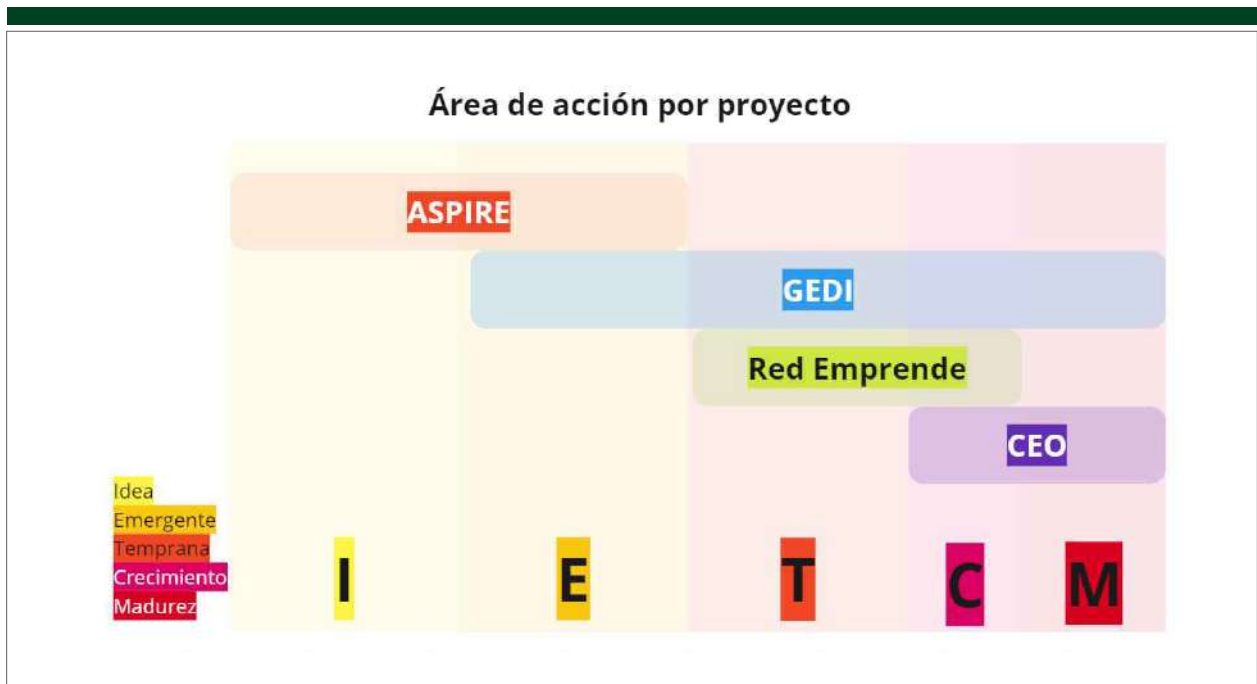 Área de acción por proyecto
ASPIRE
GEDI
Red Emprende
CEO
Idea
Emergente
Temprana
Crecimiento
Madurez
I E T C M